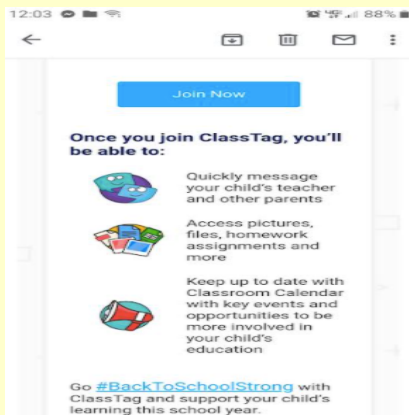 12:03
88%
Join Now
Once you join ClassTag, you'll
be able to:
Quickly message
your child's teacher
and other parents
Access pictures,
files, homework
assignments and
more
Keep up to date with
Classroom Calendar
with key events and
opportunities to be
more involved in
your child's
education
Go #BackToSchoolStrong with
ClassTag and support your child's
learning this school year.